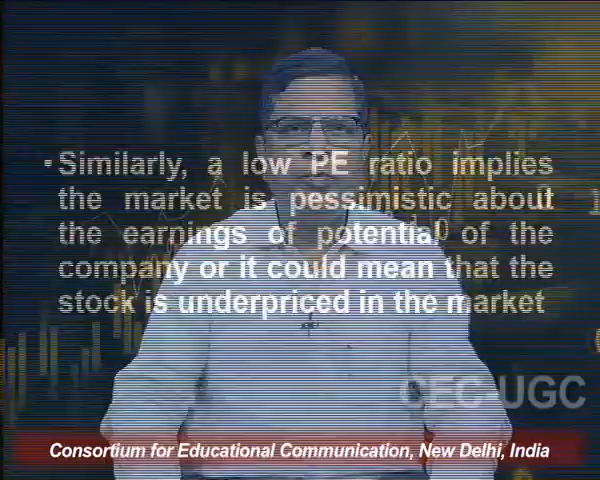 ▪ Similarly, a low PE ratio implies
the market is pessimistic about
the earnings of potential of the
company or it could mean that the
stock is underpriced in the market
CEC-UGC
Consortium for Educational Communication, New Delhi, India